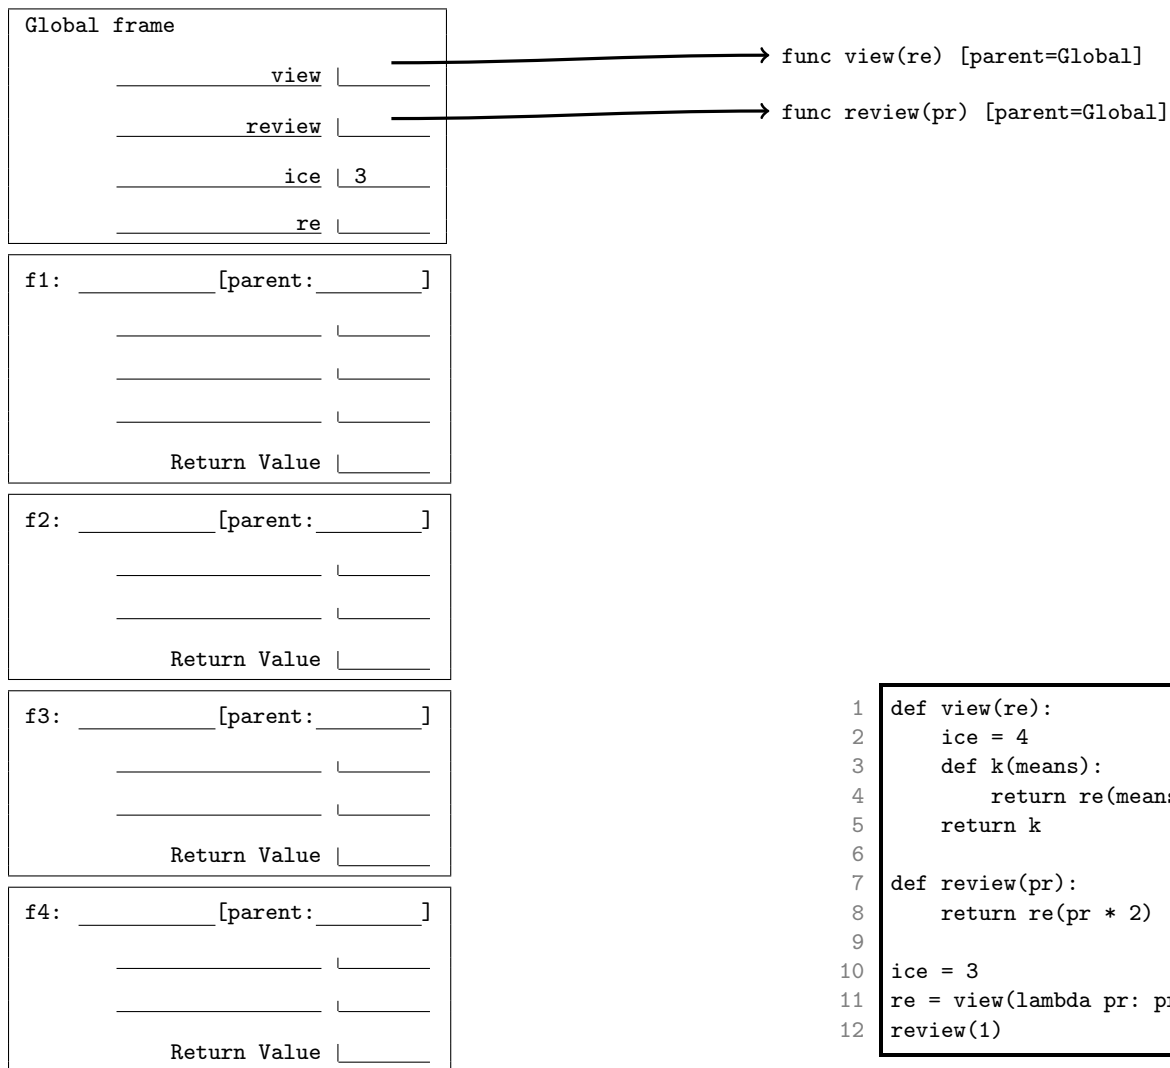 Global frame
view
func view(re) [parent=Global]
review
func review(pr) [parent=Global]
ice 3
re
f1: [parent: ]
Return Value
f2: [parent: ]
Return Value
f3: [parent: ]
Return Value
f4: [parent: ]
Return Value
1 def view(re):
2 ice = 4
3 def k(means):
4 return re(means
5 return k
6
7 def review(pr):
8 return re(pr * 2)
9
10 ice = 3
11 re = view(lambda pr: p
12 review(1)